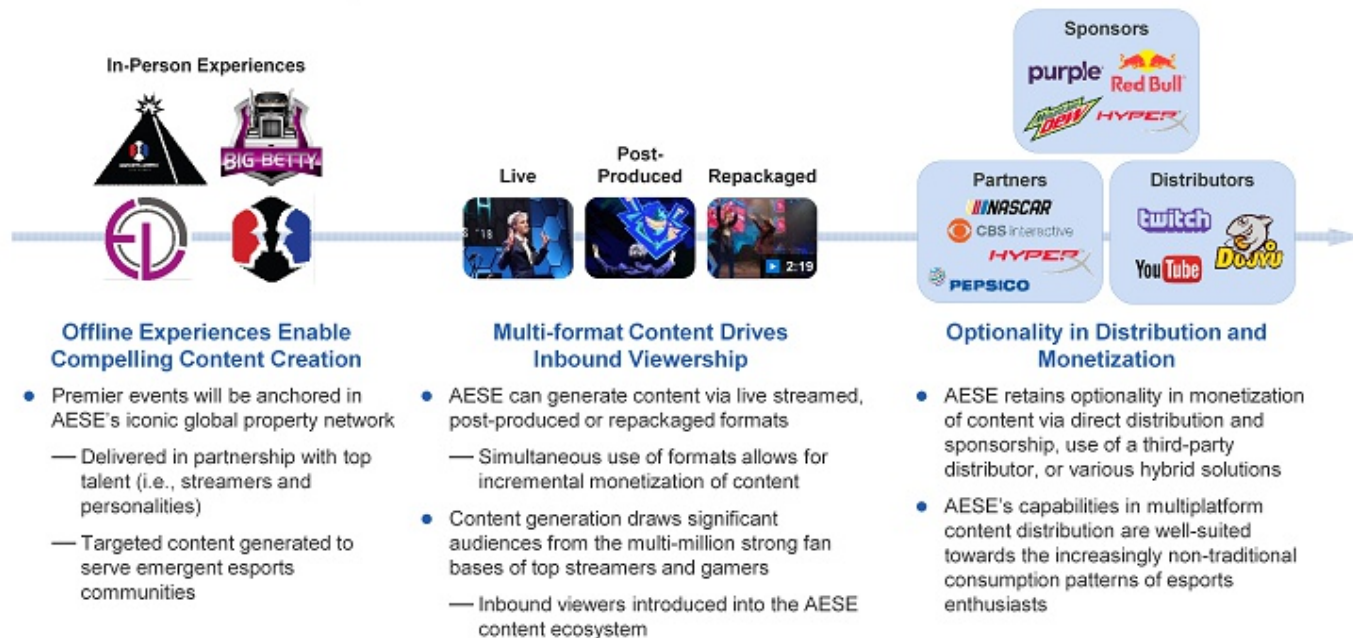 In-Person Experiences
BIG BETTY
EL
Live
Post-
Produced
Repackaged
S '18
2:19
Sponsors
purple
Red Bull
Mountain
DEW
HYPERX
Partners
NASCAR
CBS interactive
HYPERX
PEPSICO
Distributors
twitch
DOUYU
YouTube
Offline Experiences Enable
Compelling Content Creation
• Premier events will be anchored in
AESE's iconic global property network
— Delivered in partnership with top
talent (i.e., streamers and
personalities)
— Targeted content generated to
serve emergent esports
communities
Multi-format Content Drives
Inbound Viewership
• AESE can generate content via live streamed,
post-produced or repackaged formats
— Simultaneous use of formats allows for
incremental monetization of content
• Content generation draws significant
audiences from the multi-million strong fan
bases of top streamers and gamers
— Inbound viewers introduced into the AESE
content ecosystem
Optionality in Distribution and
Monetization
• AESE retains optionality in monetization
of content via direct distribution and
sponsorship, use of a third-party
distributor, or various hybrid solutions
• AESE's capabilities in multiplatform
content distribution are well-suited
towards the increasingly non-traditional
consumption patterns of esports
enthusiasts